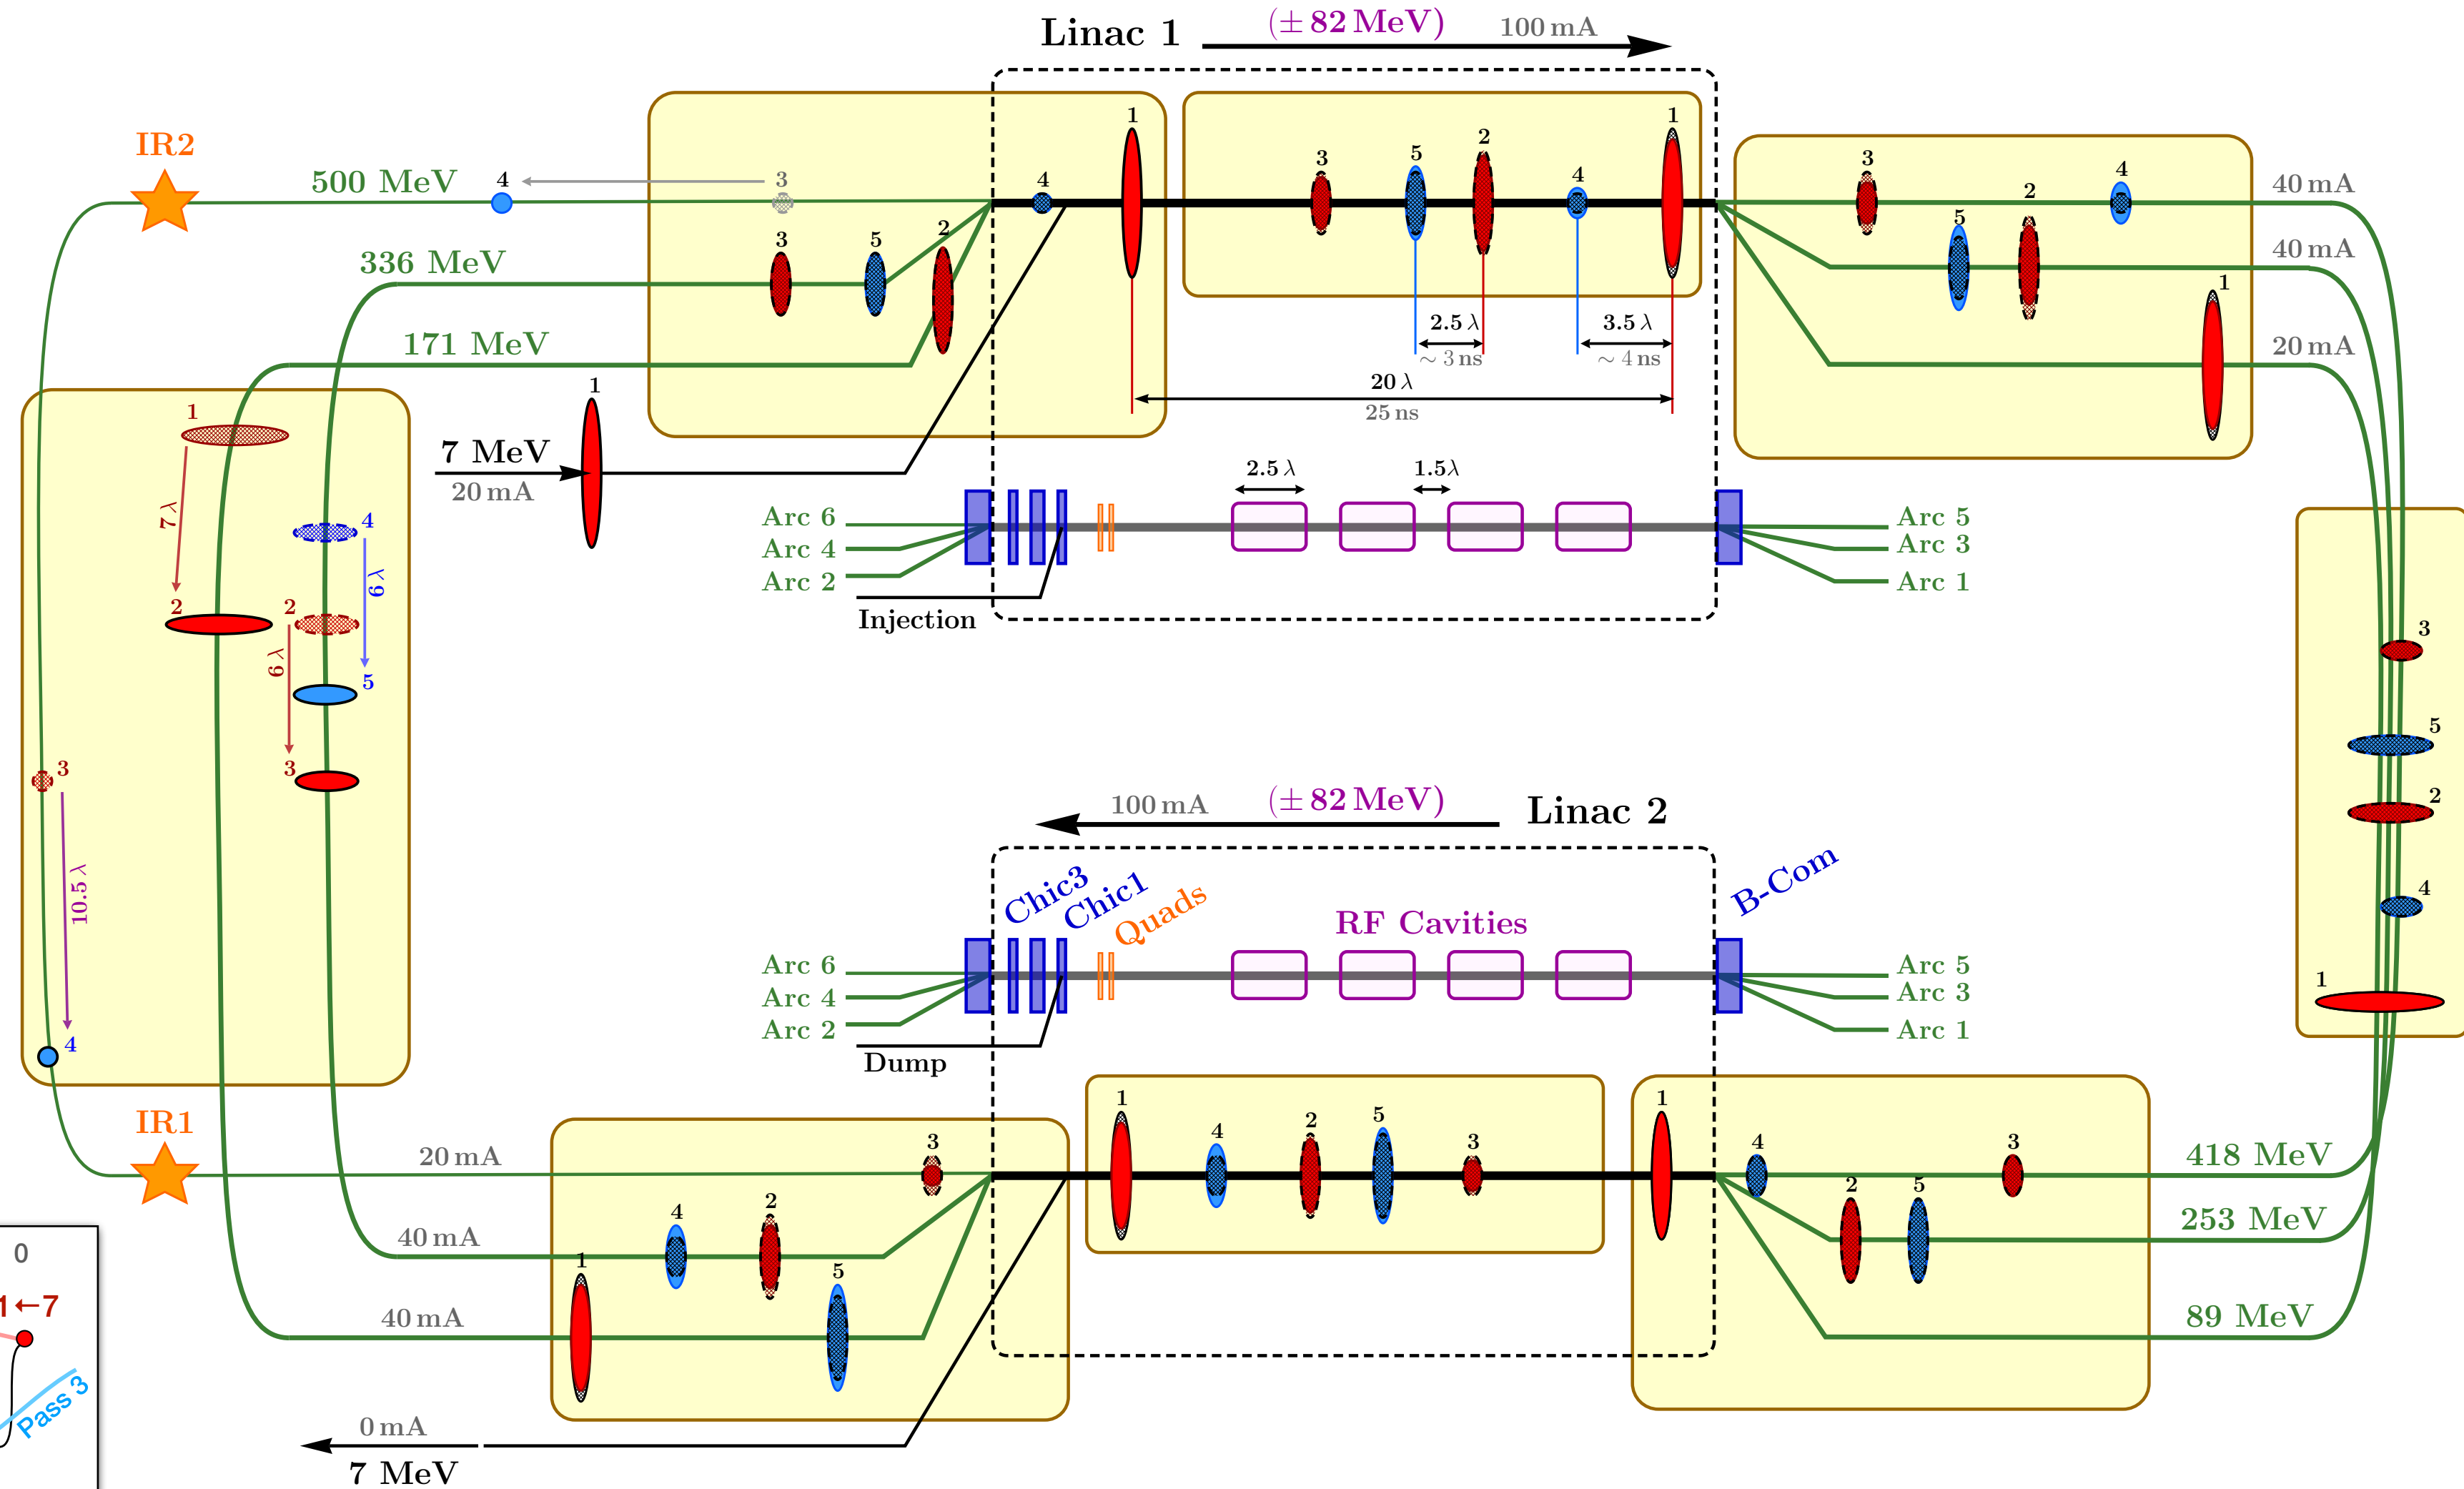 Linac 1
(± 82 MeV)
100 mA
IR2
500 MeV
4
3
4
1
3
5
2
4
1
3
5
2
4
1
40 mA
336 MeV
3
5
2
40 mA
171 MeV
20 mA
2.5 λ
∼ 3 ns
3.5 λ
∼ 4 ns
20 λ
25 ns
7 MeV
20 mA
1
1
7 λ
2
4
6 λ
5
2
6 λ
3
3
10.5 λ
4
2.5 λ
1.5λ
Arc 6
Arc 4
Arc 2
Injection
Arc 5
Arc 3
Arc 1
3
5
2
4
1
100 mA
(± 82 MeV)
Linac 2
Chic3
Chic1
Quads
RF Cavities
B-Com
Arc 6
Arc 4
Arc 2
Dump
Arc 5
Arc 3
Arc 1
IR1
20 mA
3
1
4
2
5
3
1
4
3
418 MeV
40 mA
4
2
2
5
253 MeV
40 mA
1
5
89 MeV
0 mA
7 MeV
0
1←7
Pass 3